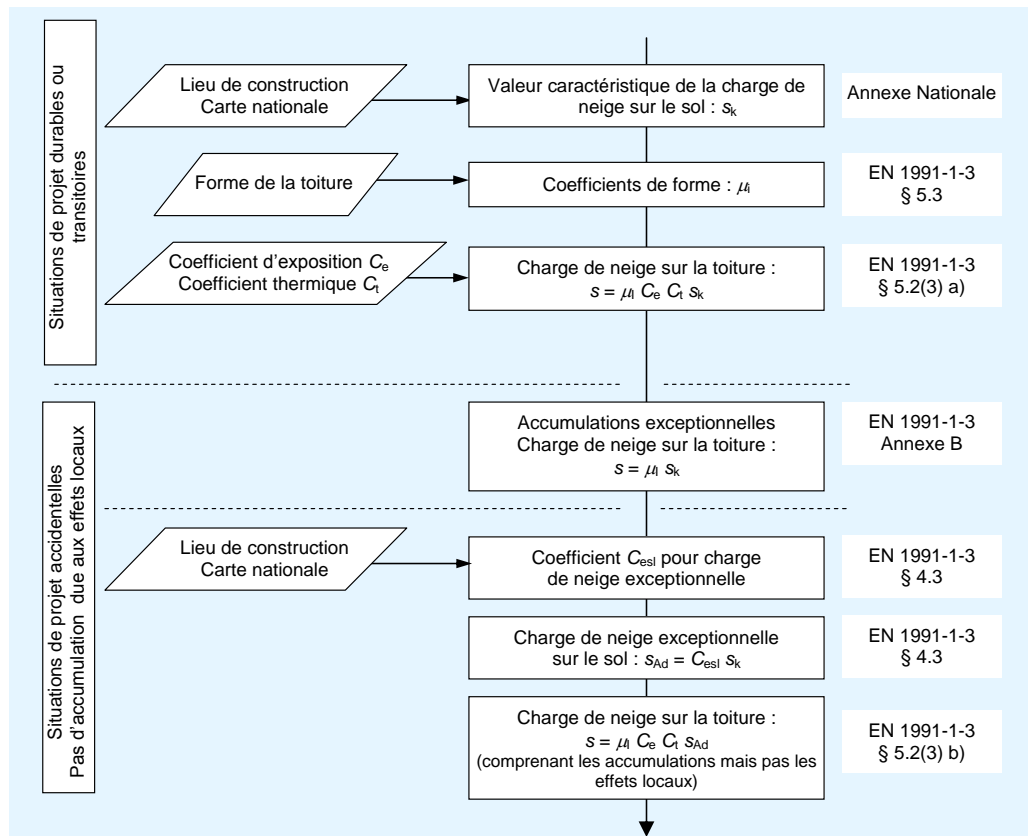 Situations de projet durables ou
transitoires
Lieu de construction
Carte nationale
Valeur caractéristique de la charge de
neige sur le sol : sk
Annexe Nationale
Forme de la toiture
Coefficients de forme : μi
EN 1991-1-3
§ 5.3
Coefficient d'exposition Ce
Coefficient thermique Ct
Charge de neige sur la toiture :
s = μi Ce Ct sk
EN 1991-1-3
§ 5.2(3) a)
Situations de projet accidentelles
Pas d'accumulation due aux effets locaux
Accumulations exceptionnelles
Charge de neige sur la toiture :
s = μi sk
EN 1991-1-3
Annexe B
Lieu de construction
Carte nationale
Coefficient Cesl pour charge
de neige exceptionnelle
EN 1991-1-3
§ 4.3
Charge de neige exceptionnelle
sur le sol : sAd = Cesl sk
EN 1991-1-3
§ 4.3
Charge de neige sur la toiture :
s = μi Ce Ct sAd
(comprenant les accumulations mais pas les
effets locaux)
EN 1991-1-3
§ 5.2(3) b)